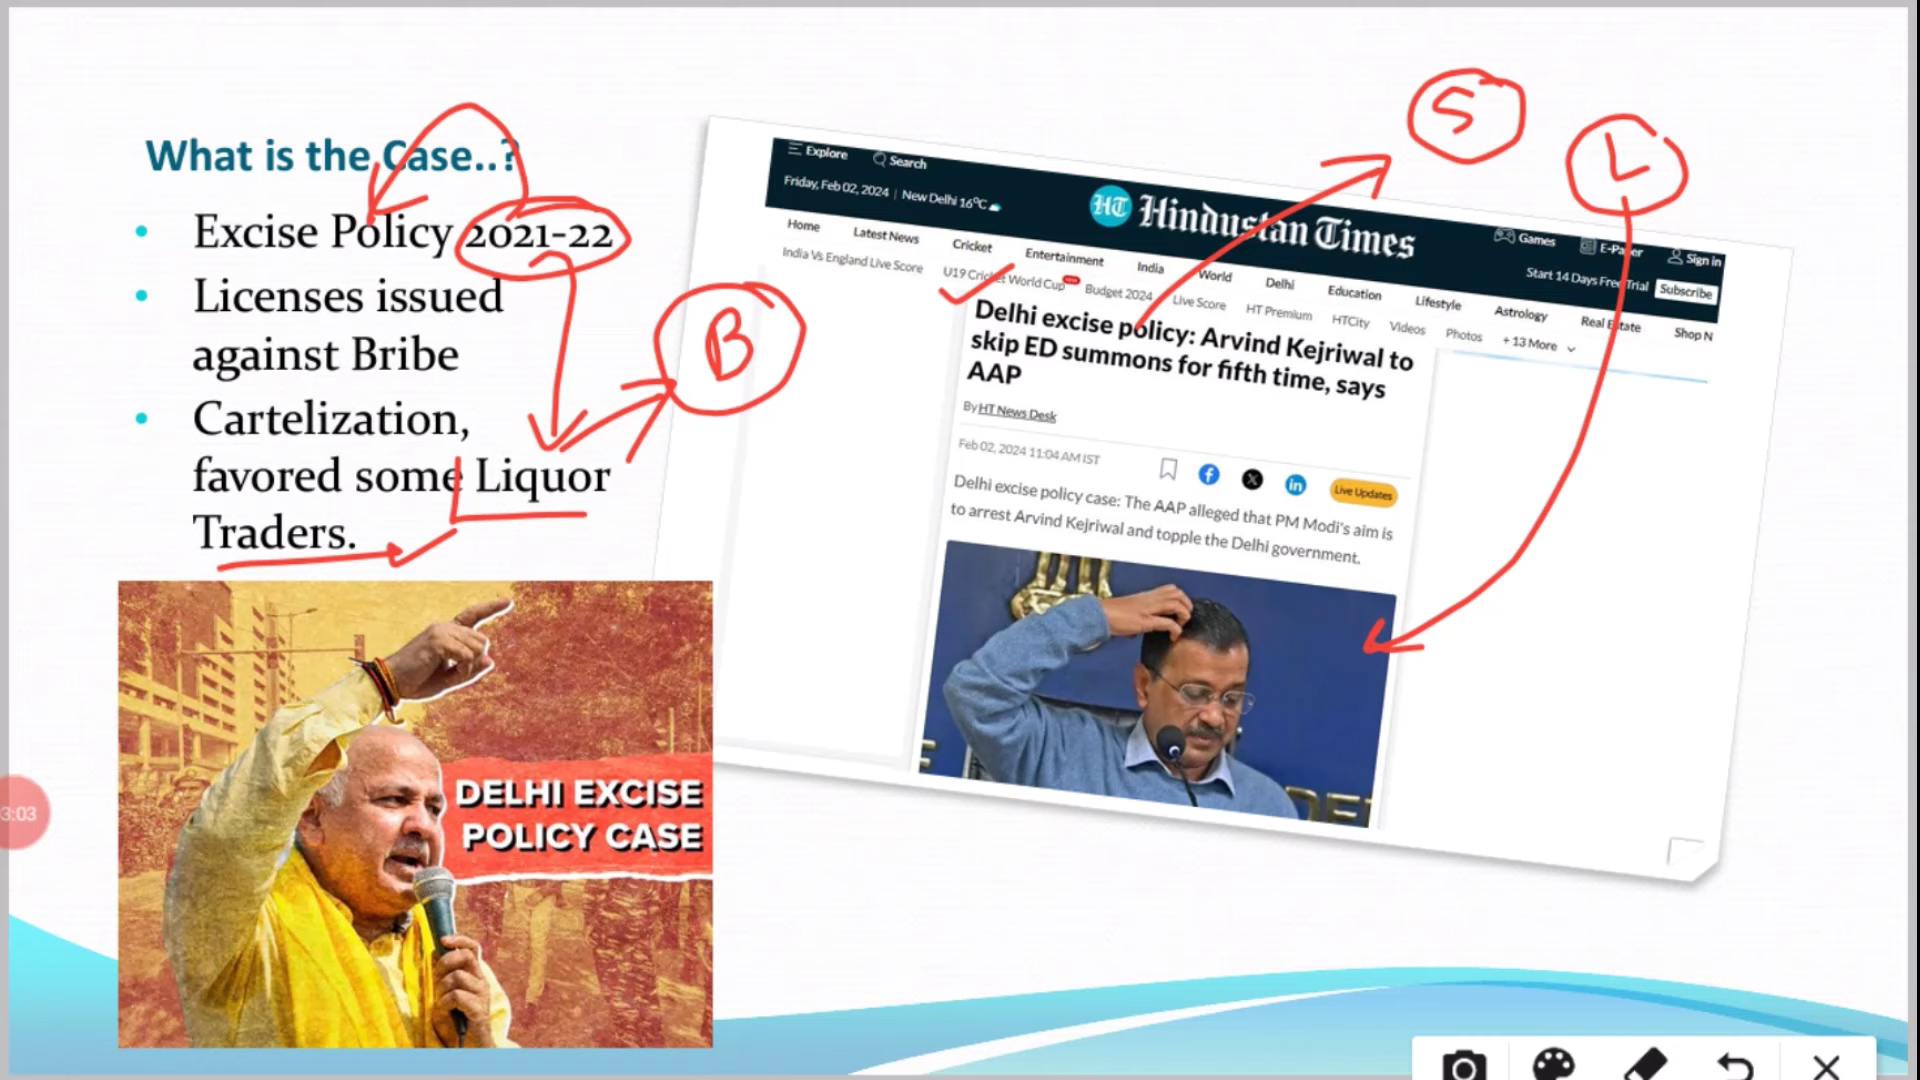 What is the Case..?
• Excise Policy 2021-22
• Licenses issued
against Bribe
• Cartelization,
favored some Liquor
Traders.
B
S
L
Explore Search
Friday, Feb 02, 2024 | New Delhi 16°C
HT Hindustan Times
Games E-Paper Sign in
Start 14 Days Free Trial Subscribe
Home Latest News Cricket Entertainment India World Delhi Education Lifestyle Astrology Real Estate Shop N
India Vs England Live Score U19 Cricket World Cup Budget 2024 Live Score HT Premium HTCity Videos Photos + 13 More
Delhi excise policy: Arvind Kejriwal to
skip ED summons for fifth time, says
AAP
By HT News Desk
Feb 02, 2024 11:04 AM IST
Live Updates
Delhi excise policy case: The AAP alleged that PM Modi's aim is
to arrest Arvind Kejriwal and topple the Delhi government.
DELHI EXCISE
POLICY CASE
3:03